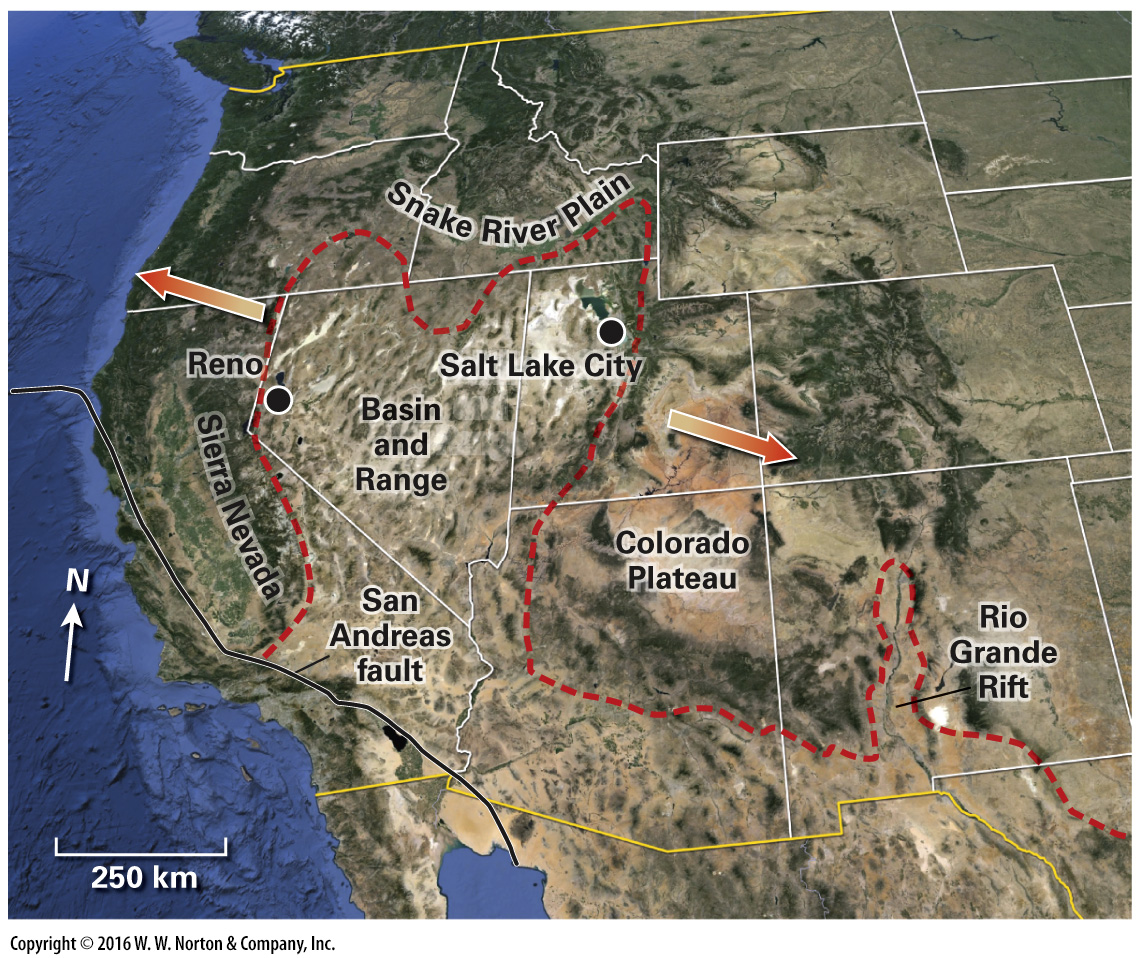 Snake River Plain
Reno
Salt Lake City
Basin
and
Range
Sierra Nevada
Colorado
Plateau
N
San
Andreas
fault
Rio
Grande
Rift
250 km
Copyright © 2016 W. W. Norton & Company, Inc.